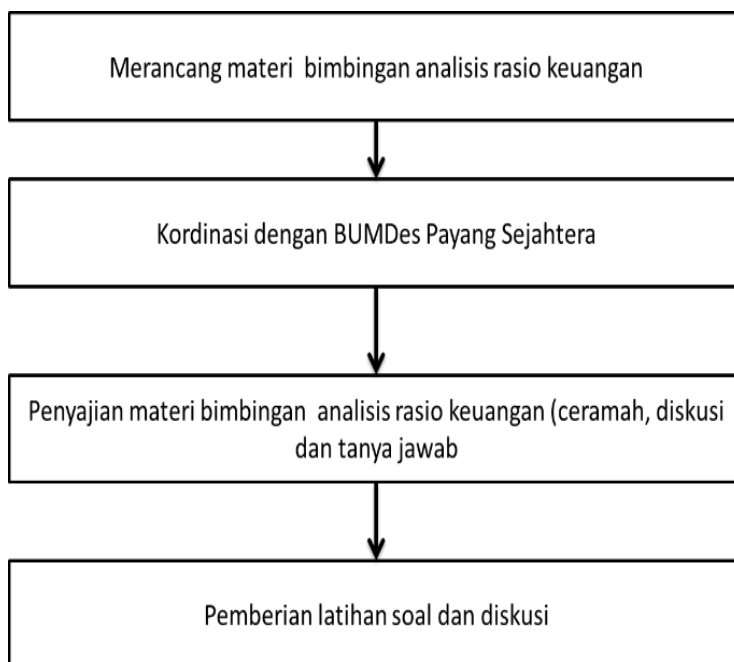 Merancang materi bimbingan analisis rasio keuangan
Kordinasi dengan BUMDes Payang Sejahtera
Penyajian materi bimbingan analisis rasio keuangan (ceramah, diskusi
dan tanya jawab
Pemberian latihan soal dan diskusi